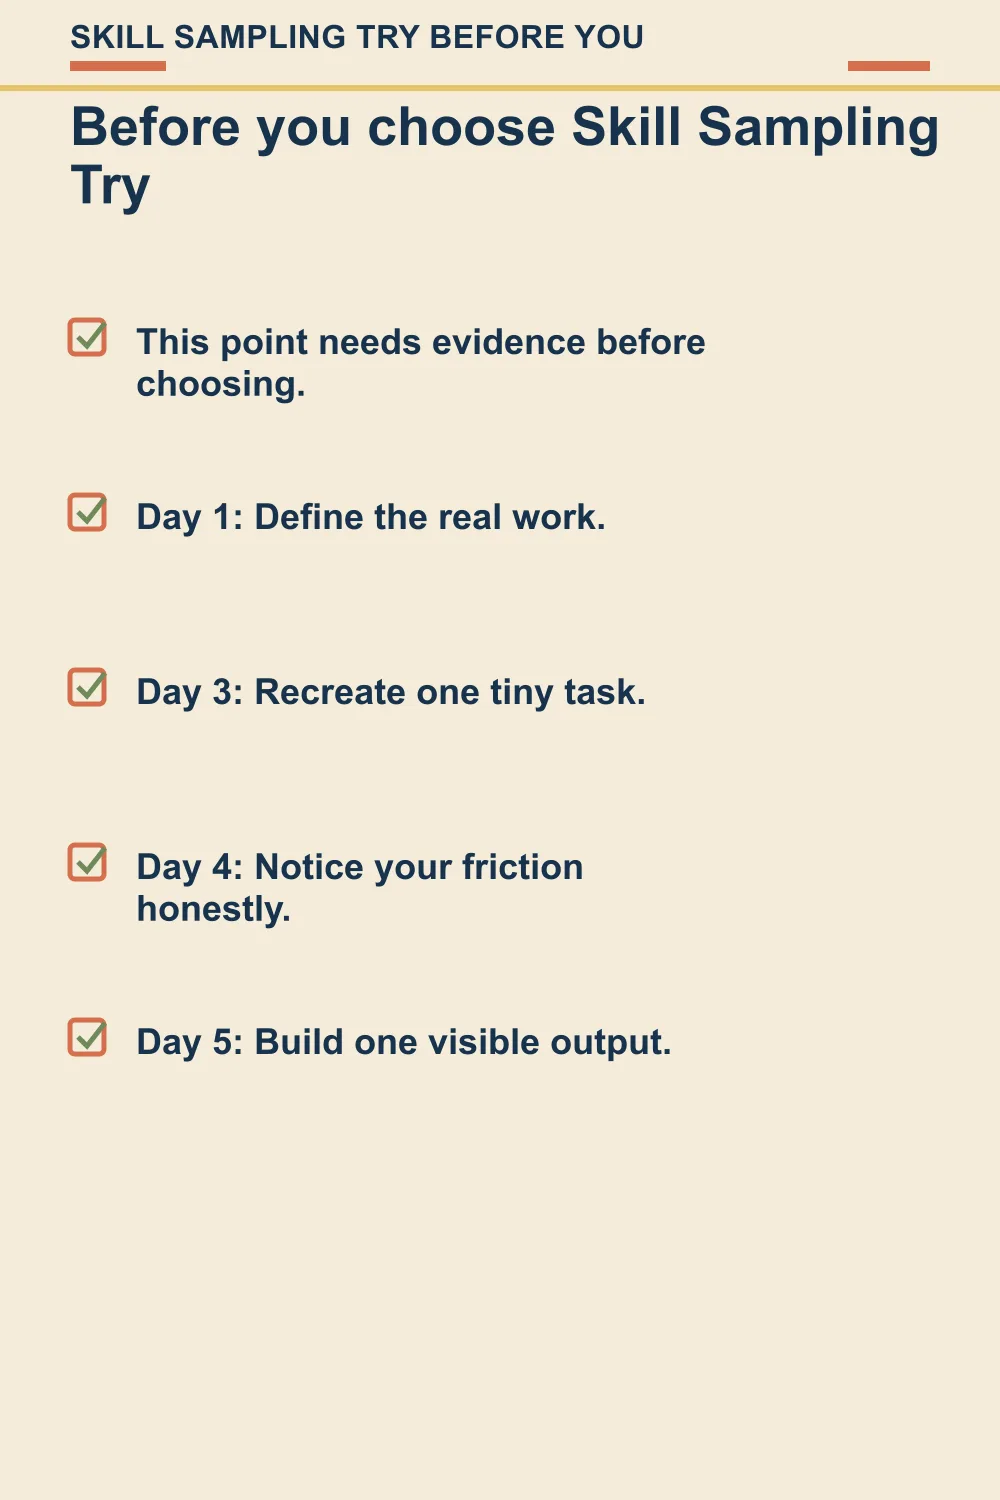 SKILL SAMPLING TRY BEFORE YOU
Before you choose Skill Sampling
Try
This point needs evidence before
choosing.
Day 1: Define the real work.
Day 3: Recreate one tiny task.
Day 4: Notice your friction
honestly.
Day 5: Build one visible output.